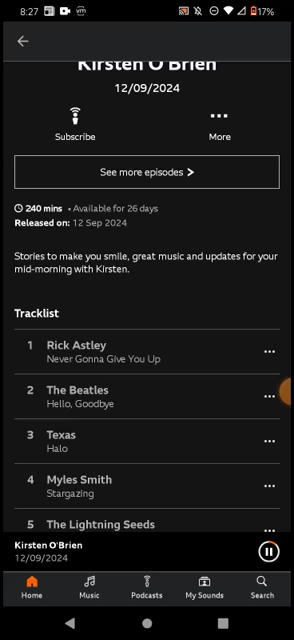 8:27
vm
17%
Kirsten O'Brien
12/09/2024
Subscribe
More
See more episodes
240 mins • Available for 26 days
Released on: 12 Sep 2024
Stories to make you smile, great music and updates for your
mid-morning with Kirsten.
Tracklist
1 Rick Astley
Never Gonna Give You Up
2 The Beatles
Hello, Goodbye
3 Texas
Halo
4 Myles Smith
Stargazing
5 The Lightning Seeds
Kirsten O'Brien
12/09/2024
Home
Music
Podcasts
My Sounds
Search